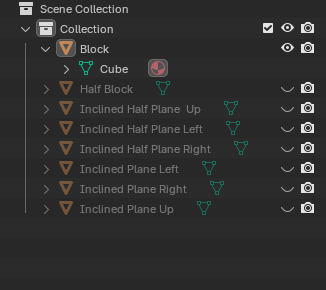 Scene Collection
Collection
Block
Cube
Half Block
Inclined Half Plane  Up
Inclined Half Plane Left
Inclined Half Plane Right
Inclined Plane Left
Inclined Plane Right
Inclined Plane Up